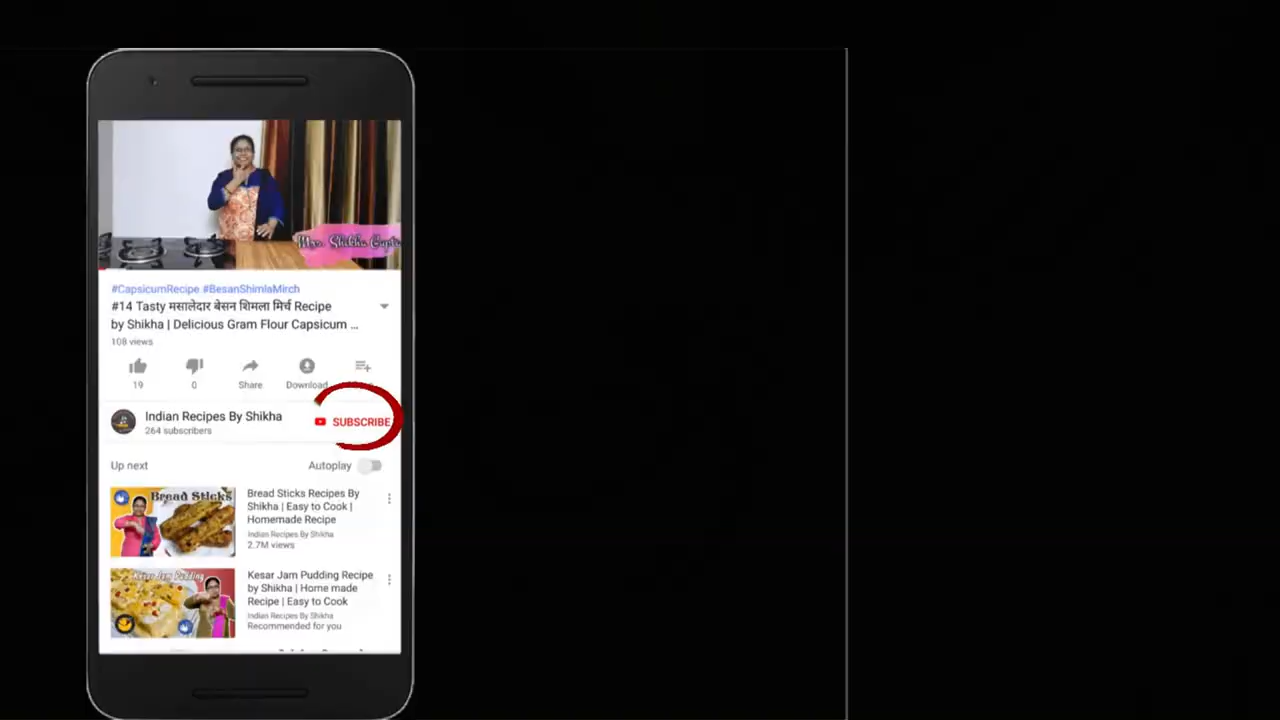 Mrs. Shikha Gupta
#CapsicumRecipe #BesanShimlaMirch
#14 Tasty मसालेदार बेसन शिमला मिर्च Recipe
by Shikha | Delicious Gram Flour Capsicum ...
108 views
19
0
Share
Download
Indian Recipes By Shikha
264 subscribers
SUBSCRIBE
Up next
Autoplay
Bread Sticks
Bread Sticks Recipes By
Shikha | Easy to Cook |
Homemade Recipe
Indian Recipes By Shikha
2.7M views
Kesar Jam Pudding
Kesar Jam Pudding Recipe
by Shikha | Home made
Recipe | Easy to Cook
Indian Recipes By Shikha
Recommended for you